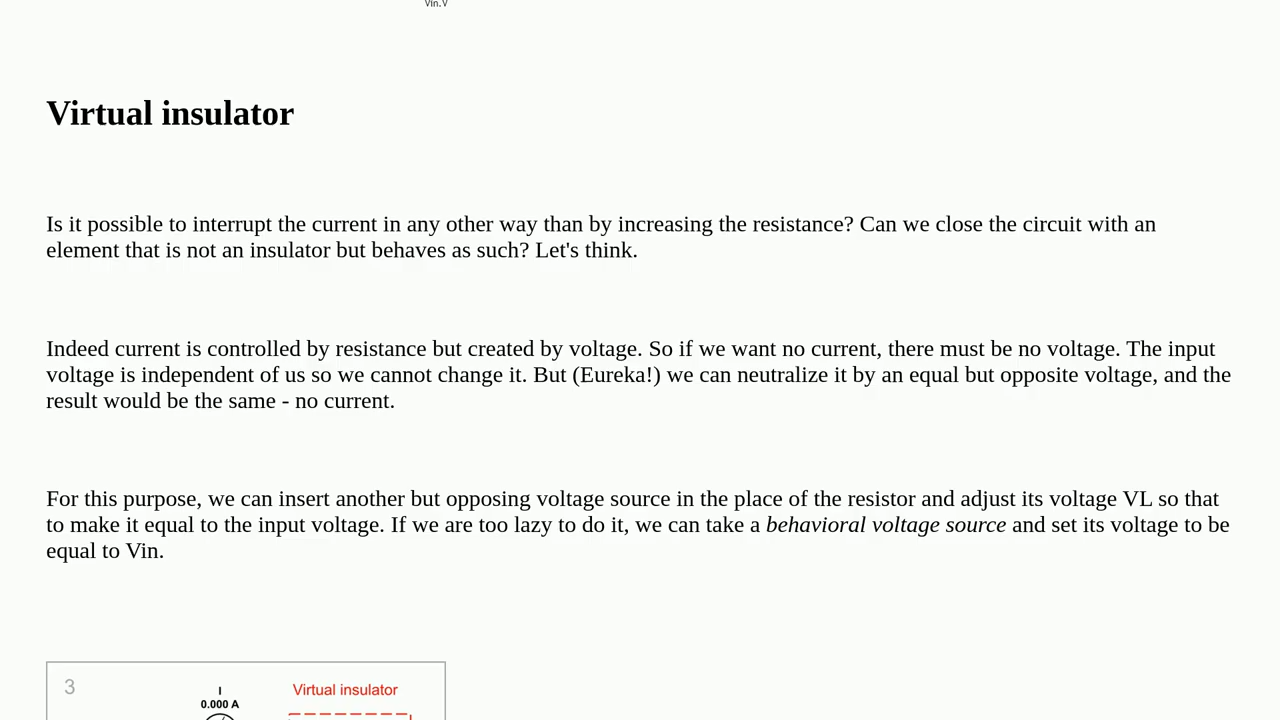 Vin.V
Virtual insulator
Is it possible to interrupt the current in any other way than by increasing the resistance? Can we close the circuit with an
element that is not an insulator but behaves as such? Let's think.
Indeed current is controlled by resistance but created by voltage. So if we want no current, there must be no voltage. The input
voltage is independent of us so we cannot change it. But (Eureka!) we can neutralize it by an equal but opposite voltage, and the
result would be the same - no current.
For this purpose, we can insert another but opposing voltage source in the place of the resistor and adjust its voltage VL so that
to make it equal to the input voltage. If we are too lazy to do it, we can take a behavioral voltage source and set its voltage to be
equal to Vin.
3
I
Virtual insulator
0.000 A